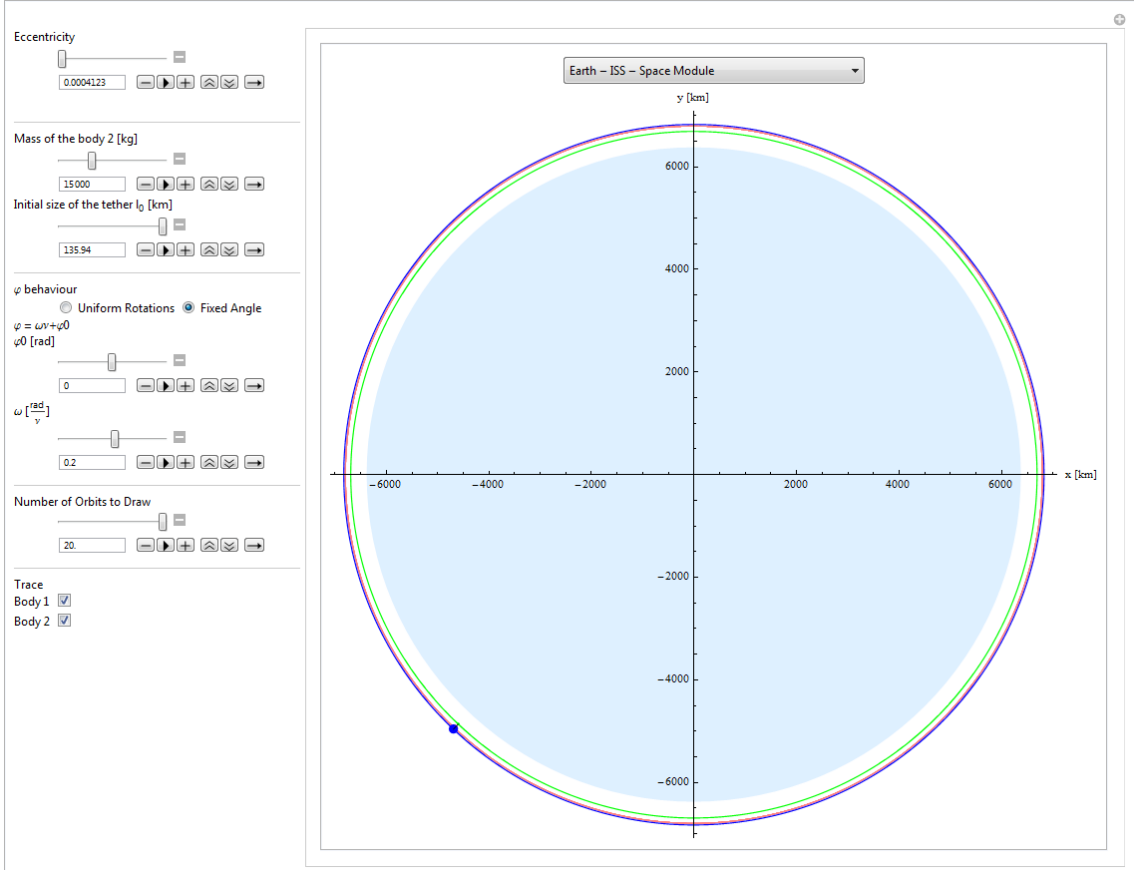 Eccentricity
0.0004123
Mass of the body 2 [kg]
15000
Initial size of the tether l₀ [km]
135.94
φ behaviour
Uniform Rotations Fixed Angle
φ = ων+φ0
φ0 [rad]
0
ω [rad/ν]
0.2
Number of Orbits to Draw
20.
Trace
Body 1
Body 2
Earth – ISS – Space Module
y [km]
6000
4000
2000
−6000 −4000 −2000 2000 4000 6000 x [km]
−2000
−4000
−6000